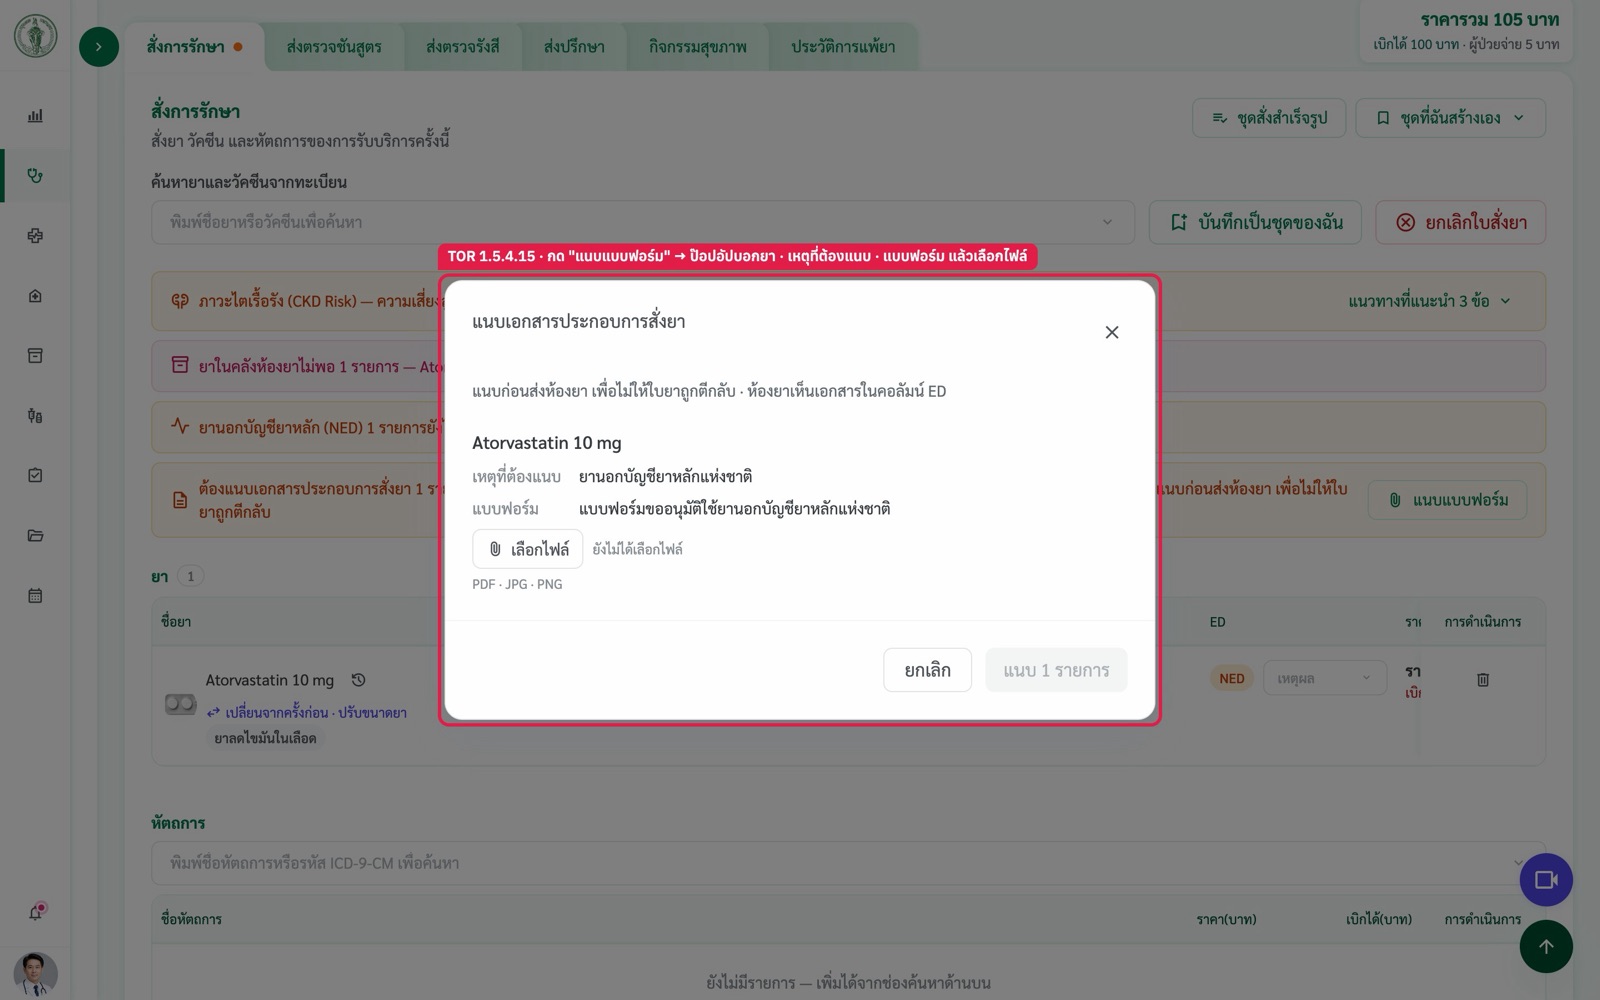 ราคารวม 105 บาท
เบิกได้ 100 บาท · ผู้ป่วยจ่าย 5 บาท
สั่งการรักษา
ส่งตรวจชันสูตร
ส่งตรวจรังสี
ส่งปรึกษา
กิจกรรมสุขภาพ
ประวัติการแพ้ยา
สั่งการรักษา
สั่งยา วัคซีน และหัตถการของการรับบริการครั้งนี้
ชุดสั่งสำเร็จรูป
ชุดที่ฉันสร้างเอง
ค้นหายาและวัคซีนจากทะเบียน
พิมพ์ชื่อยาหรือวัคซีนเพื่อค้นหา
บันทึกเป็นชุดของฉัน
ยกเลิกใบสั่งยา
TOR 1.5.4.15 · กด "แนบแบบฟอร์ม" → ป๊อปอัปบอกยา · เหตุที่ต้องแนบ · แบบฟอร์ม แล้วเลือกไฟล์
ภาวะไตเรื้อรัง (CKD Risk) — ความเสี่ยง
แนวทางที่แนะนำ 3 ข้อ
ยาในคลังห้องยาไม่พอ 1 รายการ — Ato
ยานอกบัญชียาหลัก (NED) 1 รายการยัง
ต้องแนบเอกสารประกอบการสั่งยา 1 รา
แนบก่อนส่งห้องยา เพื่อไม่ให้ใบ
ยาถูกตีกลับ
แนบแบบฟอร์ม
แนบเอกสารประกอบการสั่งยา
แนบก่อนส่งห้องยา เพื่อไม่ให้ใบยาถูกตีกลับ · ห้องยาเห็นเอกสารในคอลัมน์ ED
Atorvastatin 10 mg
เหตุที่ต้องแนบ ยานอกบัญชียาหลักแห่งชาติ
แบบฟอร์ม แบบฟอร์มขออนุมัติใช้ยานอกบัญชียาหลักแห่งชาติ
เลือกไฟล์ ยังไม่ได้เลือกไฟล์
PDF · JPG · PNG
ยกเลิก
แนบ 1 รายการ
ยา 1
ชื่อยา
ED
รา
การดำเนินการ
Atorvastatin 10 mg
เปลี่ยนจากครั้งก่อน · ปรับขนาดยา
ยาลดไขมันในเลือด
NED
เหตุผล
รา
เบิก
หัตถการ
พิมพ์ชื่อหัตถการหรือรหัส ICD-9-CM เพื่อค้นหา
ชื่อหัตถการ
ราคา(บาท)
เบิกได้(บาท)
การดำเนินการ
ยังไม่มีรายการ — เพิ่มได้จากช่องค้นหาด้านบน